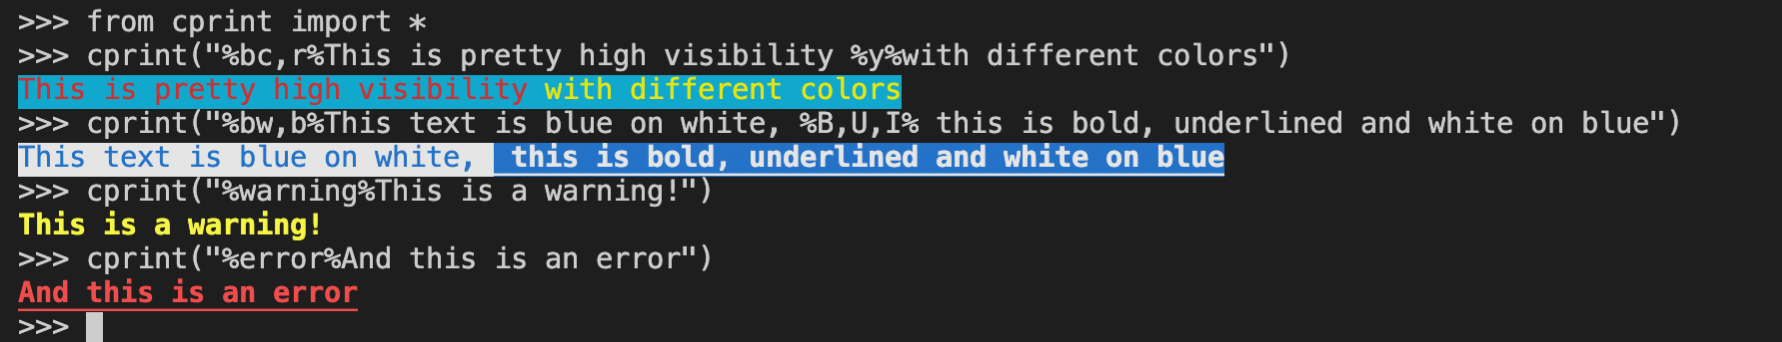 >>> from cprint import *
>>> cprint("%bc,r%This is pretty high visibility %y%with different colors")
This is pretty high visibility with different colors
>>> cprint("%bw,b%This text is blue on white, %B,U,I% this is bold, underlined and white on blue")
This text is blue on white,  this is bold, underlined and white on blue
>>> cprint("%warning%This is a warning!")
This is a warning!
>>> cprint("%error%And this is an error")
And this is an error
>>>